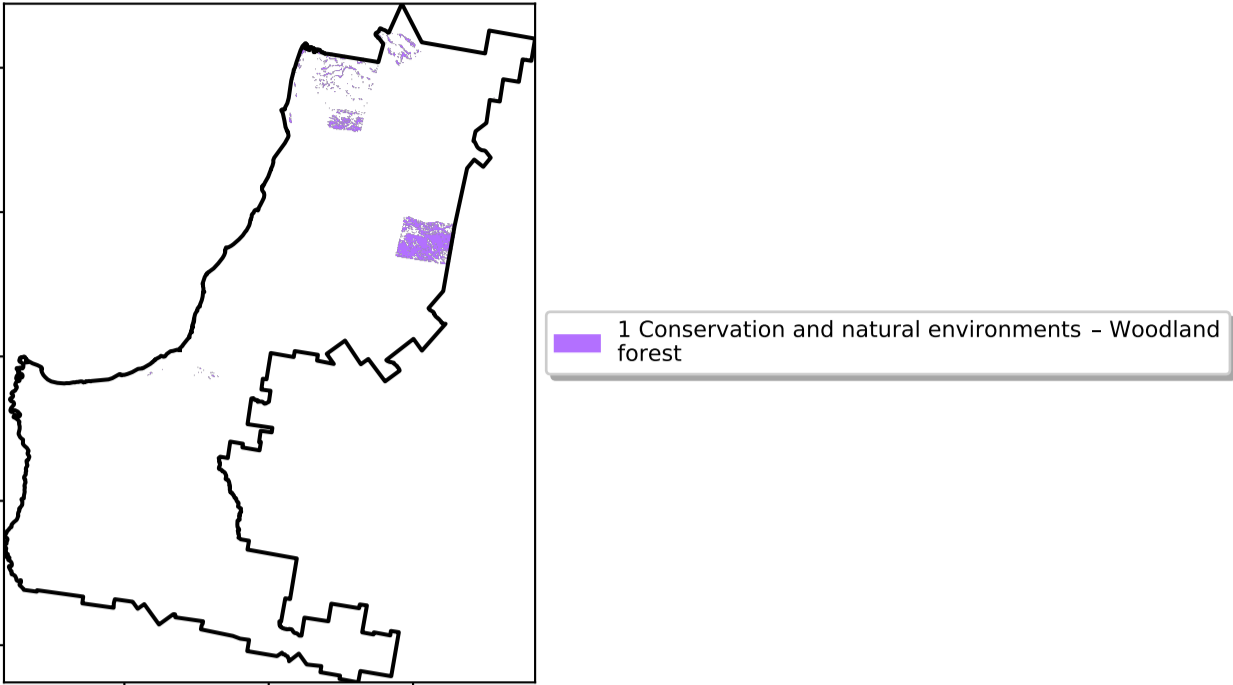 1 Conservation and natural environments – Woodland
forest